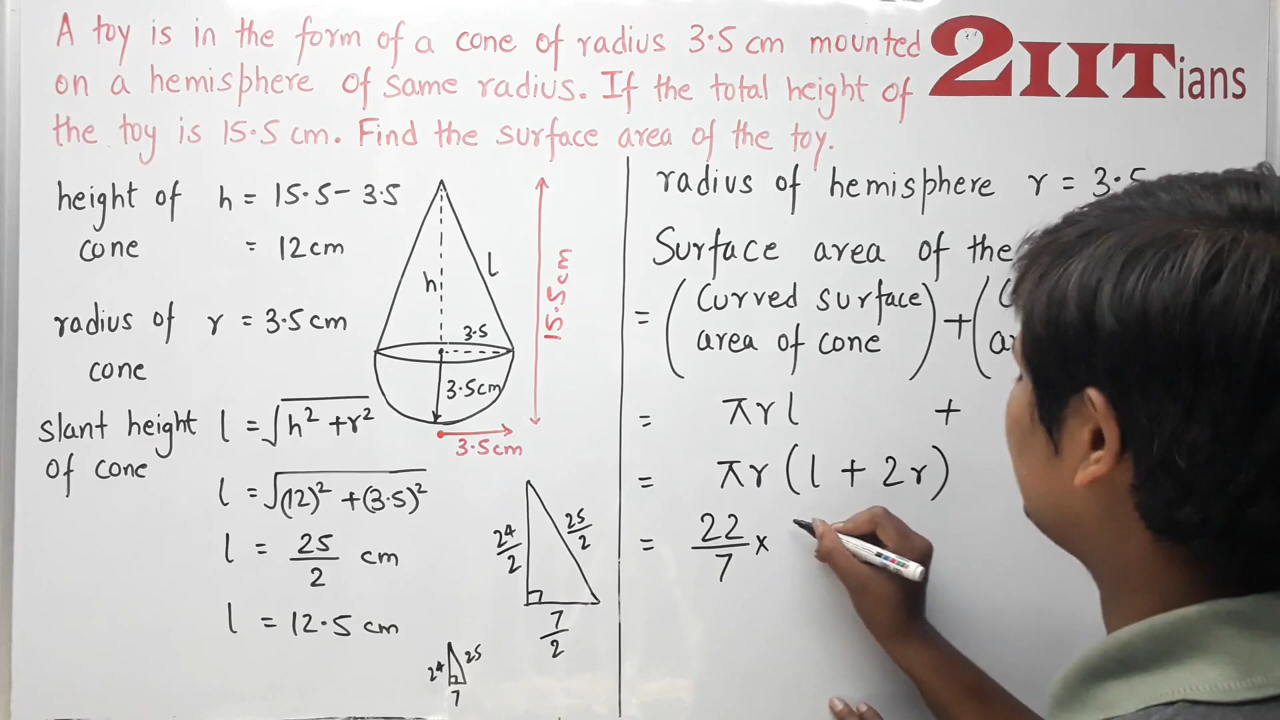 A toy is in the form of a cone of radius 3.5 cm mounted
on a hemisphere of same radius. If the total height of
the toy is 15.5 cm. Find the surface area of the toy.
2IITians
height of h = 15.5 - 3.5
cone = 12 cm
radius of r = 3.5 cm
cone
slant height l = √(h² + r²)
of cone
l = √((12)² + (3.5)²)
l = 25/2 cm
l = 12.5 cm
h
l
3.5
3.5cm
15.5cm
3.5cm
24/2
25/2
7/2
24
25
7
radius of hemisphere r = 3.5
Surface area of the
= (Curved surface area of cone) + (
= πrl +
= πr (l + 2r)
= 22/7 ×